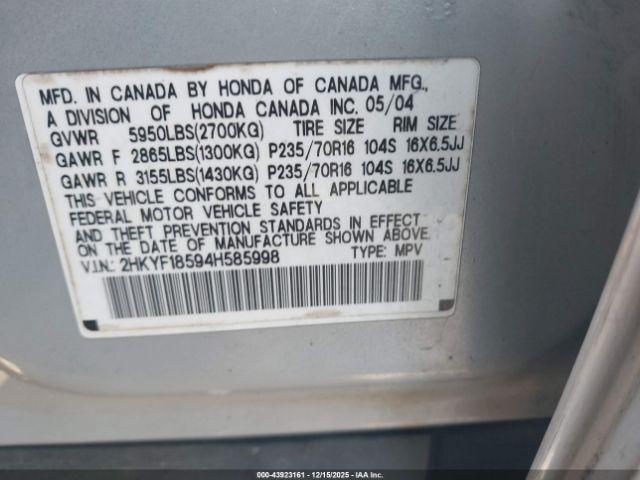 MFD. IN CANADA BY HONDA OF CANADA MFG.,
A DIVISION OF HONDA CANADA INC. 05/04
GVWR 5950LBS(2700KG) TIRE SIZE RIM SIZE
GAWR F 2865LBS(1300KG) P235/70R16 104S 16X6.5JJ
GAWR R 3155LBS(1430KG) P235/70R16 104S 16X6.5JJ
THIS VEHICLE CONFORMS TO ALL APPLICABLE
FEDERAL MOTOR VEHICLE SAFETY
AND THEFT PREVENTION STANDARDS IN EFFECT
ON THE DATE OF MANUFACTURE SHOWN ABOVE.
V.I.N.: 2HKYF18594H585998 TYPE: MPV
000-43923161 - 12/15/2025 - IAAI, Inc.